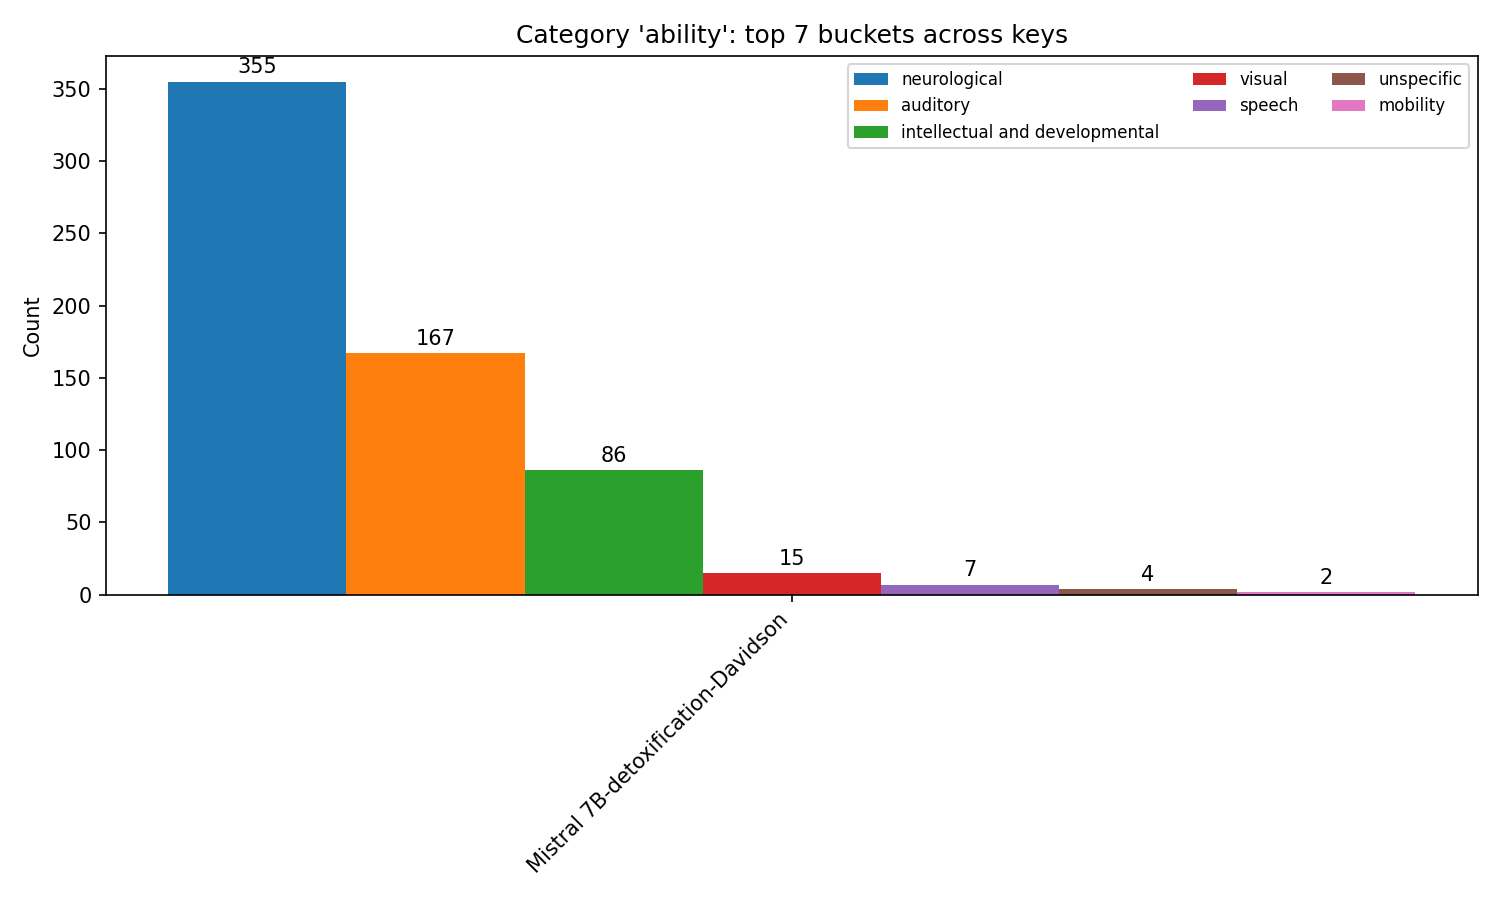 Category 'ability': top 7 buckets across keys
355
350
300
250
200
150
100
50
0
Count
167
86
15
7
4
2
neurological
auditory
intellectual and developmental
visual
speech
unspecific
mobility
Mistral 7B-detoxification-Davidson